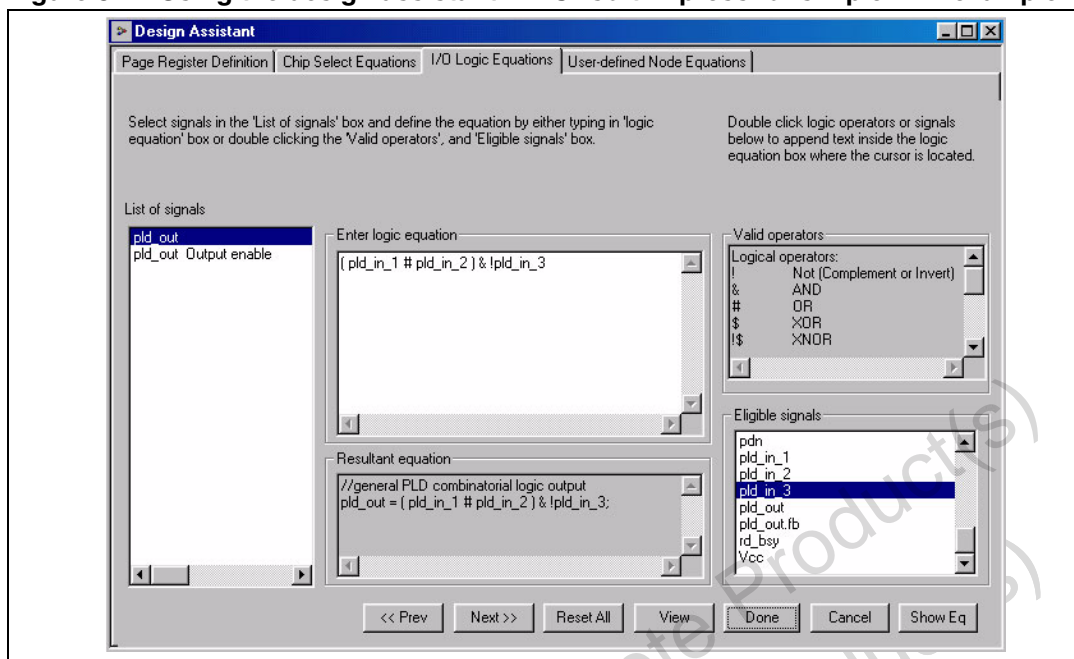 Design Assistant
Page Register Definition
Chip Select Equations
I/O Logic Equations
User-defined Node Equations
Select signals in the 'List of signals' box and define the equation by either typing in 'logic
equation' box or double clicking the 'Valid operators', and 'Eligible signals' box.
Double click logic operators or signals
below to append text inside the logic
equation box where the cursor is located.
List of signals
pld_out
pld_out Output enable
Enter logic equation
( pld_in_1 # pld_in_2 ) & !pld_in_3
Resultant equation
//general PLD combinatorial logic output
pld_out = ( pld_in_1 # pld_in_2 ) & !pld_in_3;
Valid operators
Logical operators:
! Not (Complement or Invert)
& AND
# OR
$ XOR
!$ XNOR
Eligible signals
pdn
pld_in_1
pld_in_2
pld_in_3
pld_out
pld_out.fb
rd_bsy
Vcc
<< Prev
Next >>
Reset All
View
Done
Cancel
Show Eq